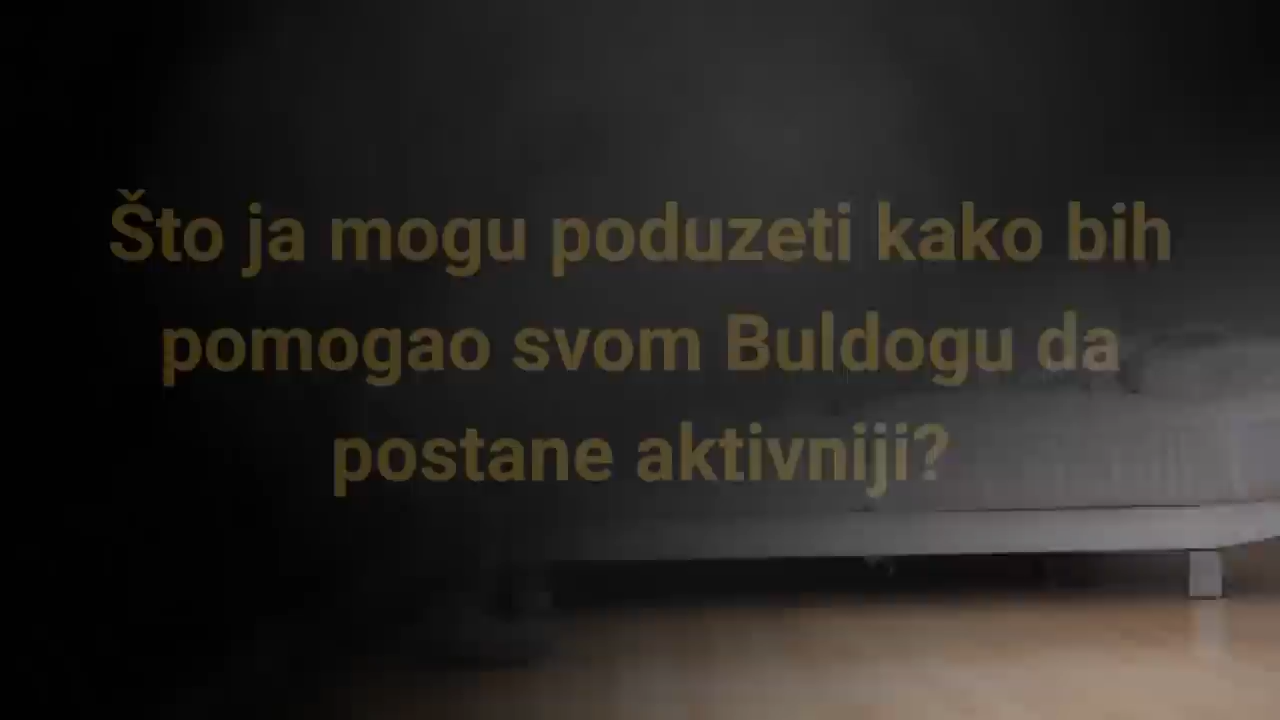 Što ja mogu poduzeti kako bih
pomogao svom Buldogu da
postane aktivniji?